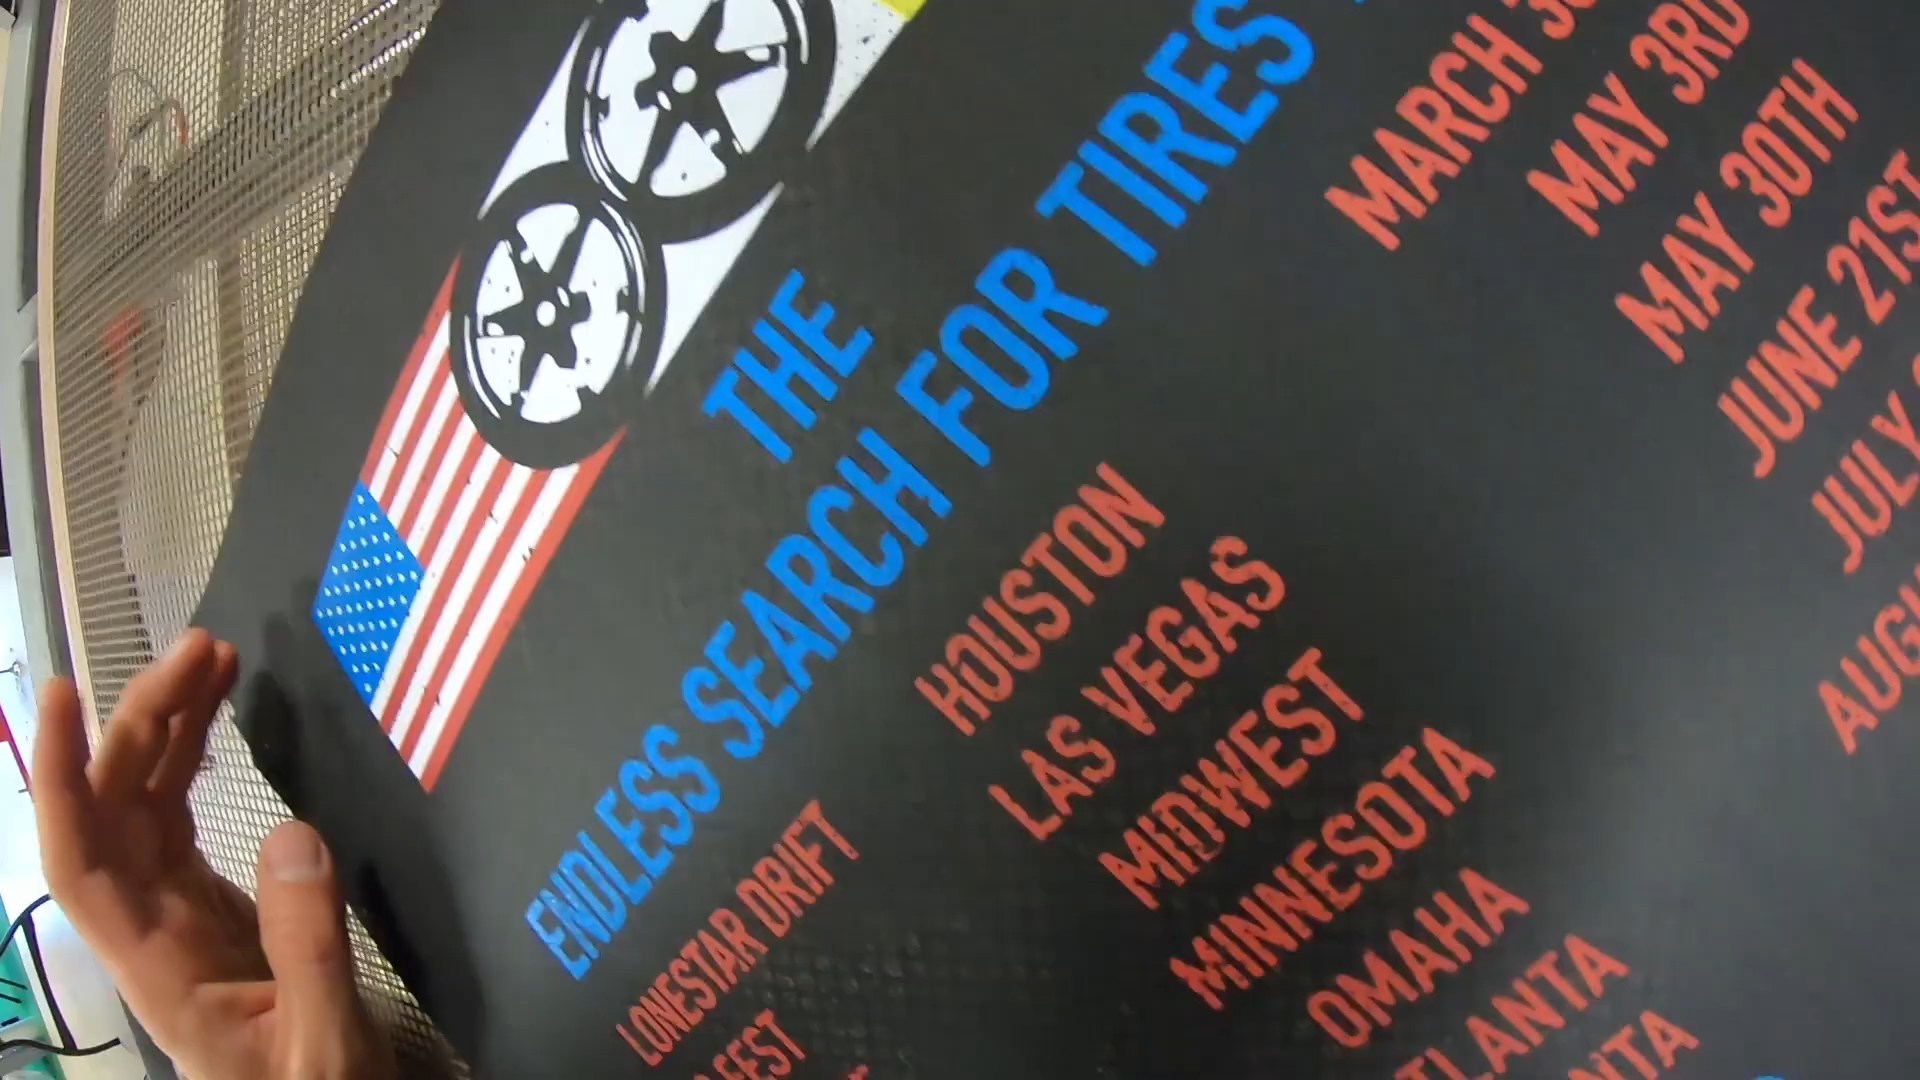 THE
ENDLESS SEARCH FOR TIRES
LONESTAR DRIFT
HOUSTON
MARCH
LAS VEGAS
MAY 3RD
MIDWEST
MAY 30TH
MINNESOTA
JUNE 21ST
OMAHA
JULY